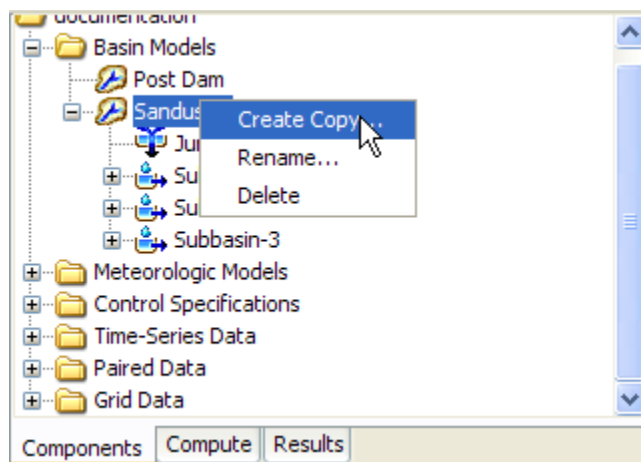 documentation
Basin Models
Post Dam
Create Copy...
Rename...
Delete
Subbasin-3
Meteorologic Models
Control Specifications
Time-Series Data
Paired Data
Grid Data
Components Compute Results